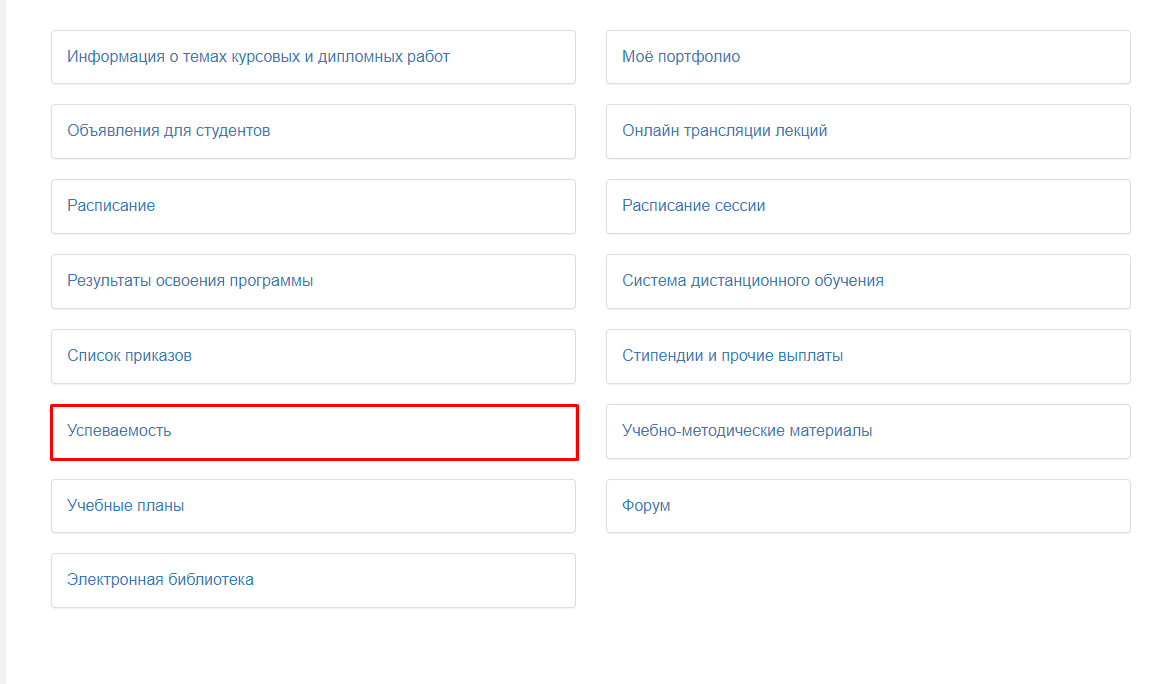 Информация о темах курсовых и дипломных работ
Моё портфолио
Объявления для студентов
Онлайн трансляции лекций
Расписание
Расписание сессии
Результаты освоения программы
Система дистанционного обучения
Список приказов
Стипендии и прочие выплаты
Успеваемость
Учебно-методические материалы
Учебные планы
Форум
Электронная библиотека